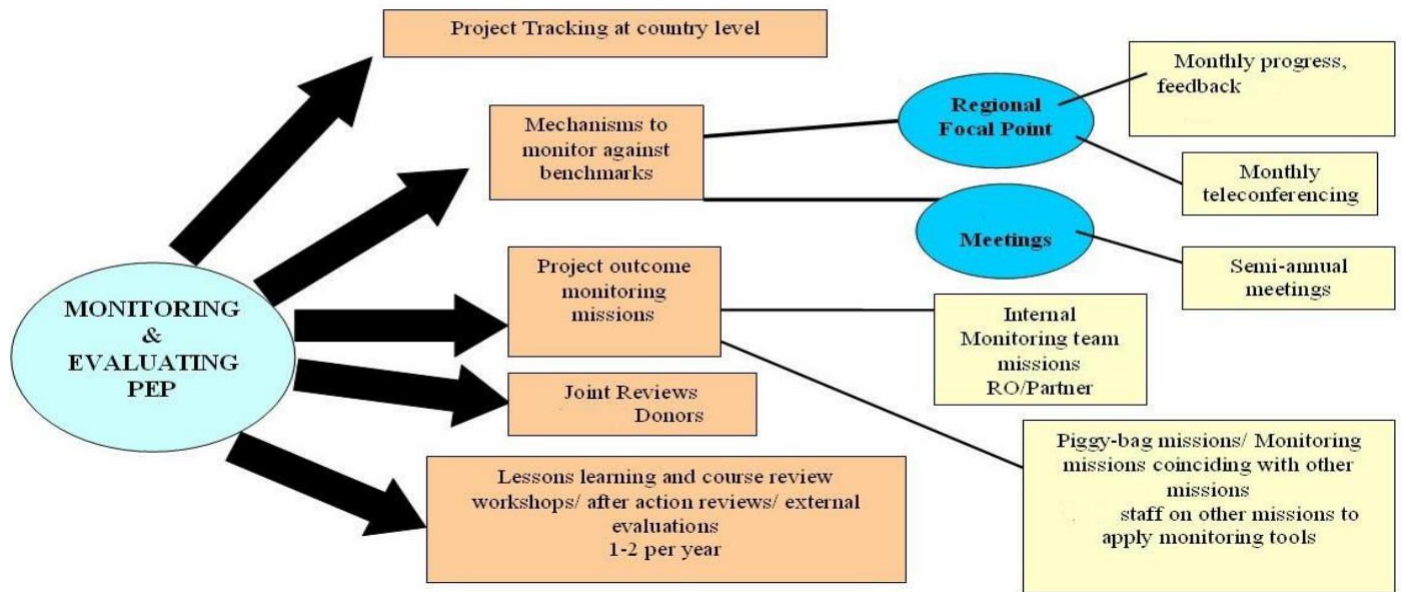 Project Tracking at country level
Mechanisms to
monitor against
benchmarks
Regional
Focal Point
Monthly progress,
feedback
Monthly
teleconferencing
Meetings
Semi-annual
meetings
MONITORING
&
EVALUATING
PEP
Project outcome
monitoring
missions
Internal
Monitoring team
missions
RO/Partner
Joint Reviews
Donors
Piggy-bag missions/ Monitoring
missions coinciding with other
missions
staff on other missions to
apply monitoring tools
Lessons learning and course review
workshops/ after action reviews/ external
evaluations
1-2 per year